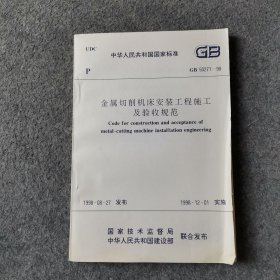 UDC
中华人民共和国国家标准
GB
P
GB 50271-98
金属切削机床安装工程施工
及验收规范
Code for construction and acceptance of
metal-cutting machine installation engineering
1998-08-27 发布
1998-12-01 实施
国家技术监督局
中华人民共和国建设部
联合发布